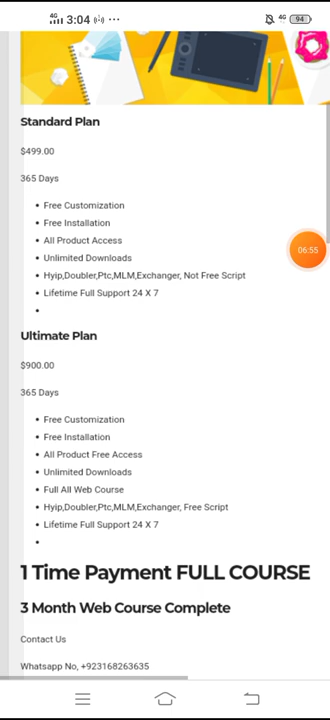 4G 3:04 ... 4G 94
Standard Plan
$499.00
365 Days
Free Customization
Free Installation
All Product Access
Unlimited Downloads
06:55
Hyip,Doubler,Ptc,MLM,Exchanger, Not Free Script
Lifetime Full Support 24 X 7
Ultimate Plan
$900.00
365 Days
Free Customization
Free Installation
All Product Free Access
Unlimited Downloads
Full All Web Course
Hyip,Doubler,Ptc,MLM,Exchanger, Free Script
Lifetime Full Support 24 X 7
1 Time Payment FULL COURSE
3 Month Web Course Complete
Contact Us
Whatsapp No, +923168263635